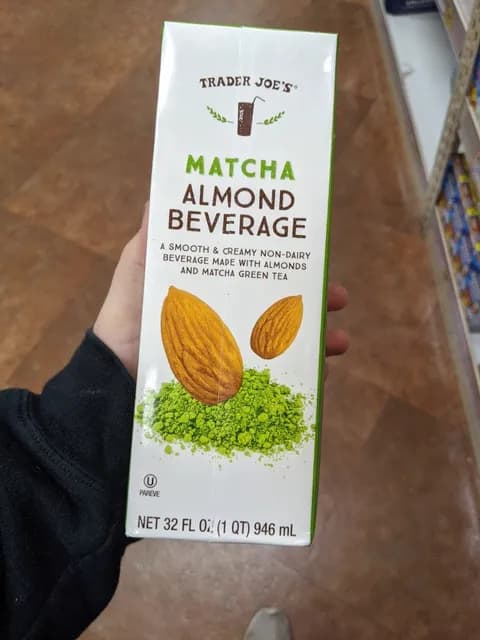 TRADER JOE'S®
MATCHA
ALMOND
BEVERAGE
A SMOOTH & CREAMY NON-DAIRY
BEVERAGE MADE WITH ALMONDS
AND MATCHA GREEN TEA
U
PAREVE
NET 32 FL OZ (1 QT) 946 mL